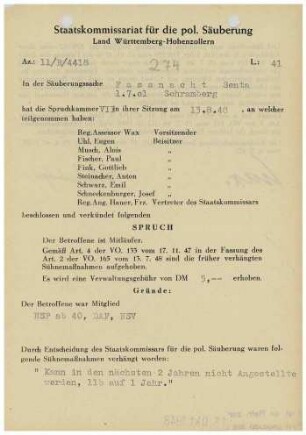 Staatskommissariat für die pol. Säuberung
Land Württemberg-Hohenzollern
Az.: 11/B/4418
274
L: 41
In der Säuberungssache Fassnacht Senta
1.7.01 Schramberg
hat die Spruchkammer VII in ihrer Sitzung am 13.9.48 , an welcher
teilgenommen haben:
Reg.Assessor Wax Vorsitzender
Uhl, Eugen Beisitzer
Munch, Alois "
Fischer, Paul "
Fink, Gottlieb "
Steinacher, Anton "
Schwarz, Emil "
Schneckenburger, Josef "
Reg.Ang. Haner, Frz. Vertreter des Staatskommissars
beschlossen und verkündet folgenden
SPRUCH
Der Betroffene ist Mitläufer.
Gemäß Art. 4 der VO. 133 vom 17. 11. 47 in der Fassung des
Art. 2 der VO. 165 vom 13. 7. 48 sind die früher verhängten
Sühnemaßnahmen aufgehoben.
Es wird eine Verwaltungsgebühr von DM 5,-- erhoben.
Gründe:
Der Betroffene war Mitglied
NSF ab 40, DAF, NSV
Durch Entscheidung des Staatskommissars für die pol. Säuberung waren fol-
gende Sühnemaßnahmen verhängt worden:
" Kann in den nächsten 2 Jahren nicht Angestellte
werden, 11b auf 1 Jahr."